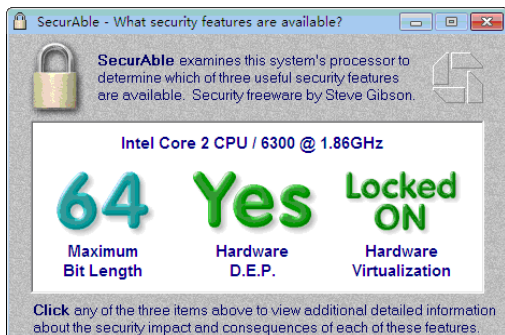 SecurAble - What security features are available?
SecurAble examines this system's processor to
determine which of three useful security features
are available. Security freeware by Steve Gibson.
Intel Core 2 CPU / 6300 @ 1.86GHz
64 Yes Locked
ON
Maximum Hardware Hardware
Bit Length D.E.P. Virtualization
Click any of the three items above to view additional detailed information
about the security impact and consequences of each of these features.